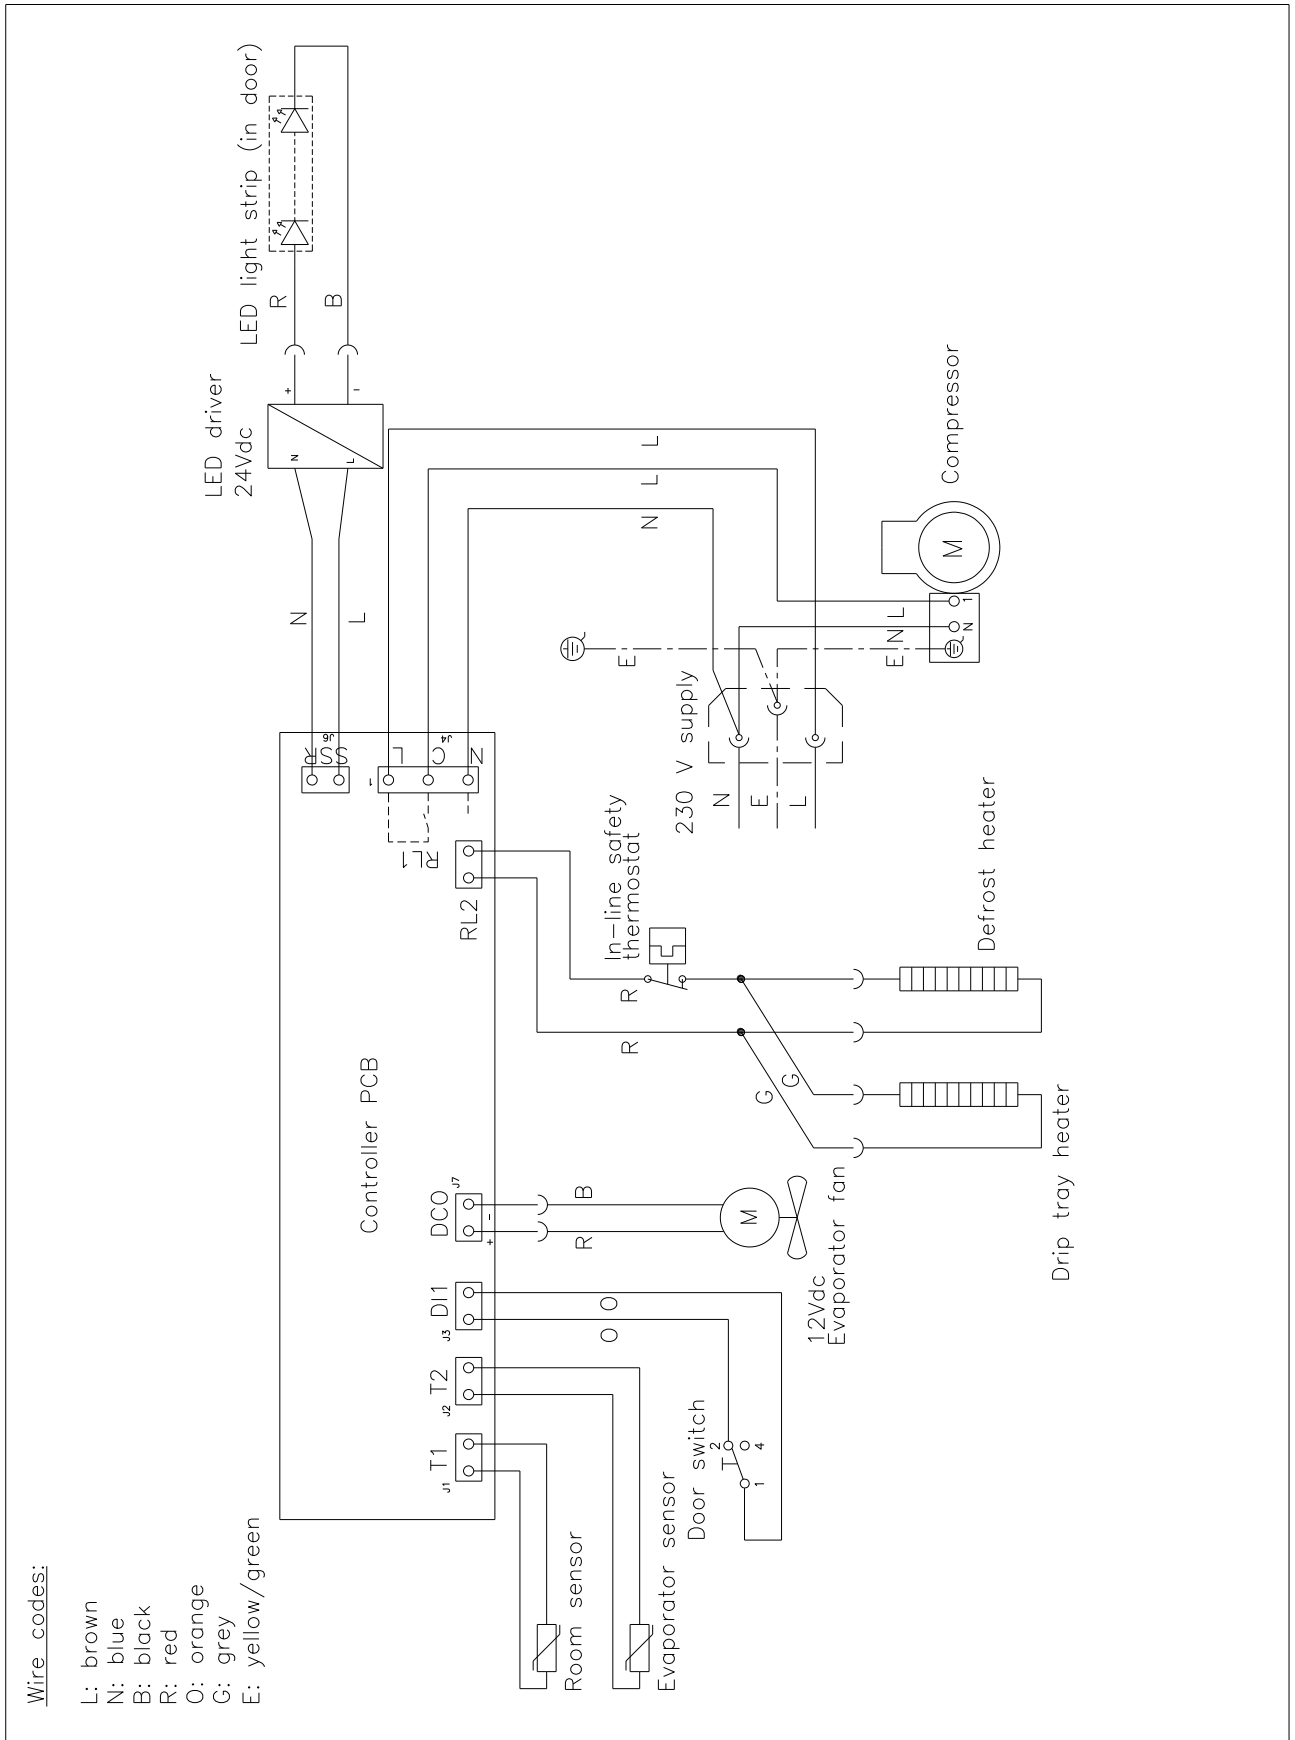 Wire codes:
L: brown
N: blue
B: black
R: red
O: orange
G: grey
E: yellow/green
LED light strip (in door)
R
B
LED driver
24Vdc
+
-
N
L
N
L
L
L
N
Compressor
M
1
N
L
N
E
E
230 V supply
N
E
L
Controller PCB
J6
SSR
J4
L
C
N
1
RL1
RL2
In-line safety
thermostat
R
R
G
G
Defrost heater
Drip tray heater
DCO
J7
+
-
B
R
M
12Vdc
Evaporator fan
DI1
J3
O
O
T2
J2
T1
J1
Door switch
2
4
1
Evaporator sensor
Room sensor